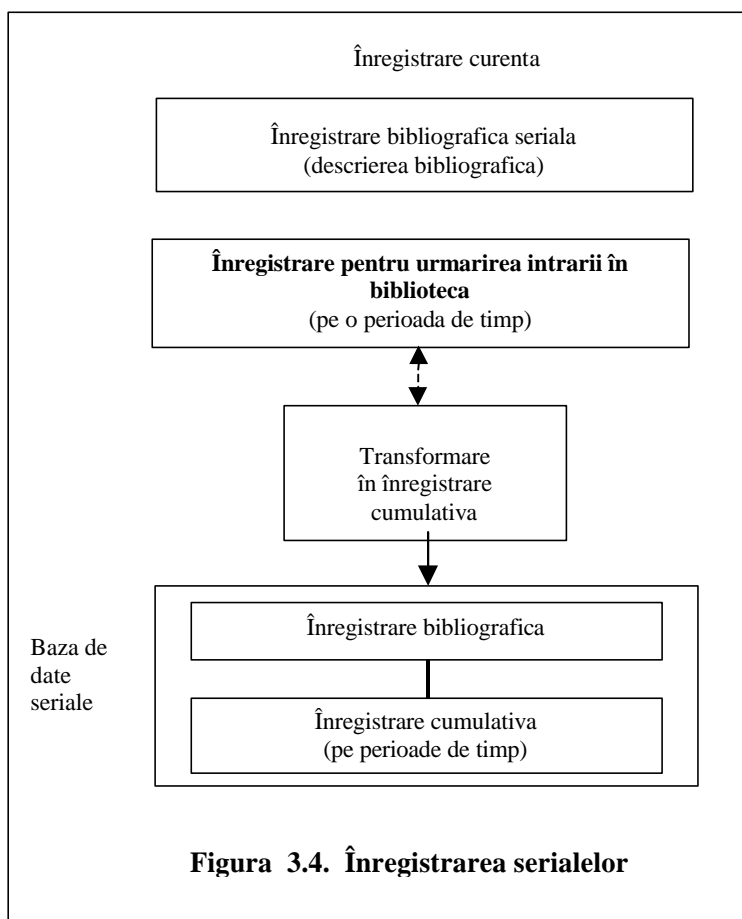 Înregistrare curenta
Înregistrare bibliografica seriala
(descrierea bibliografica)
Înregistrare pentru urmarirea intrarii în
biblioteca
(pe o perioada de timp)
Transformare
în înregistrare
cumulativa
Înregistrare bibliografica
Baza de
date
seriale
Înregistrare cumulativa
(pe perioade de timp)
Figura 3.4. Înregistrarea serialelor